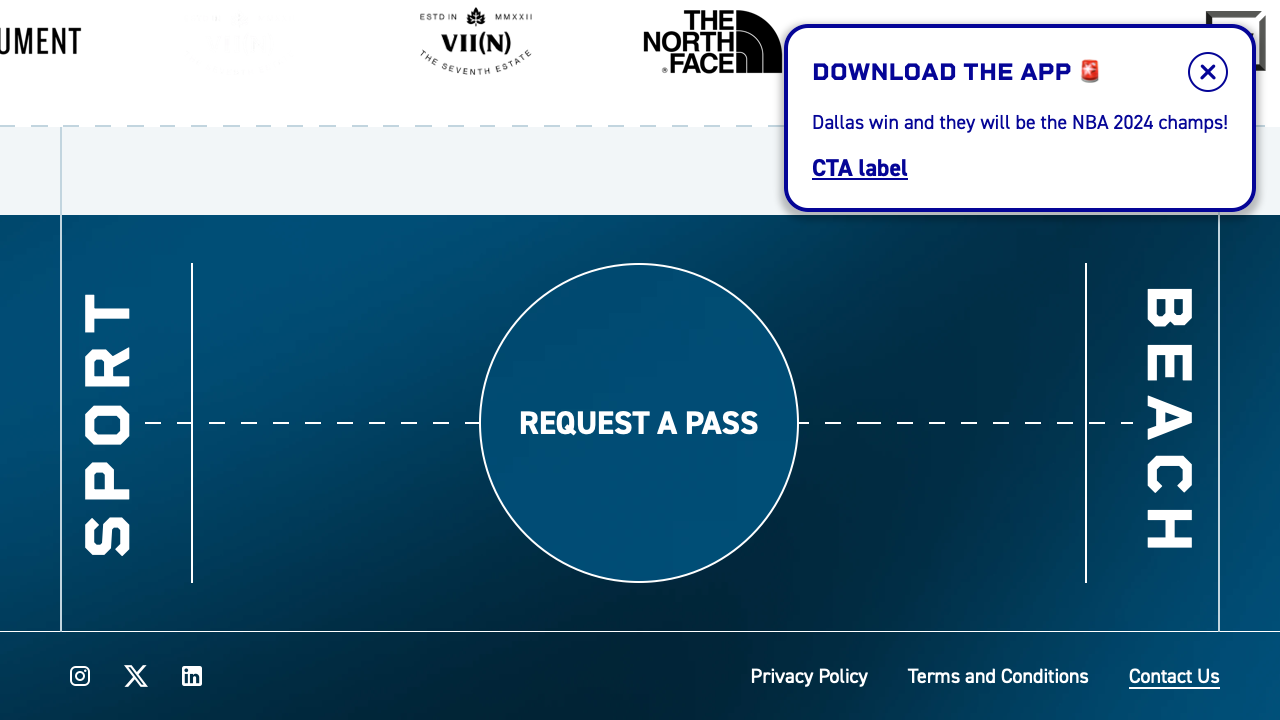 UMENT
ESTD IN MMXXII
VII(N)
THE SEVENTH ESTATE
THE
NORTH
FACE
®
DOWNLOAD THE APP 🚨
Dallas win and they will be the NBA 2024 champs!
CTA label
SPORT
REQUEST A PASS
BEACH
Privacy Policy
Terms and Conditions
Contact Us